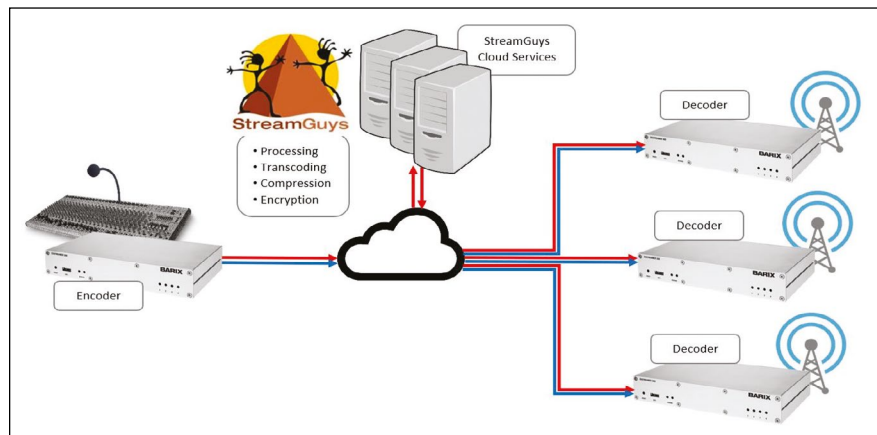 StreamGuys
Cloud Services
StreamGuys
• Processing
• Transcoding
• Compression
• Encryption
Decoder
BARIX
Decoder
BARIX
BARIX
Encoder
Decoder
BARIX